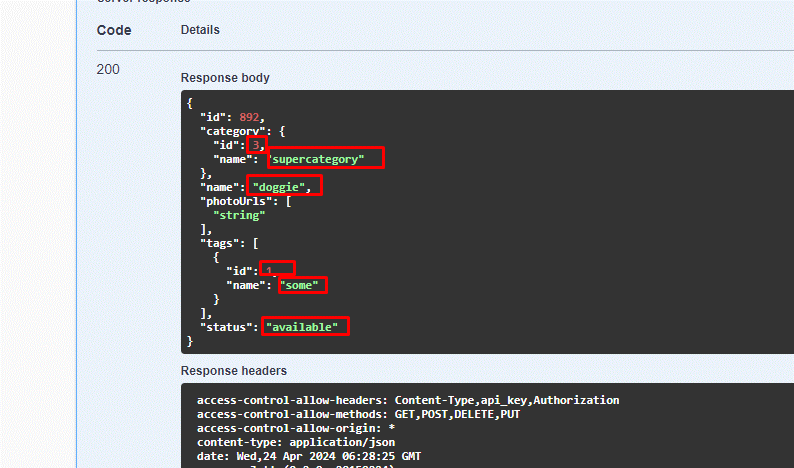 Server response
Code Details
200
Response body
{
"id": 892,
"category": {
"id": 3,
"name": "supercategory"
},
"name": "doggie",
"photoUrls": [
"string"
],
"tags": [
{
"id": 1,
"name": "some"
}
],
"status": "available"
}
Response headers
access-control-allow-headers: Content-Type,api_key,Authorization
access-control-allow-methods: GET,POST,DELETE,PUT
access-control-allow-origin: *
content-type: application/json
date: Wed,24 Apr 2024 06:28:25 GMT